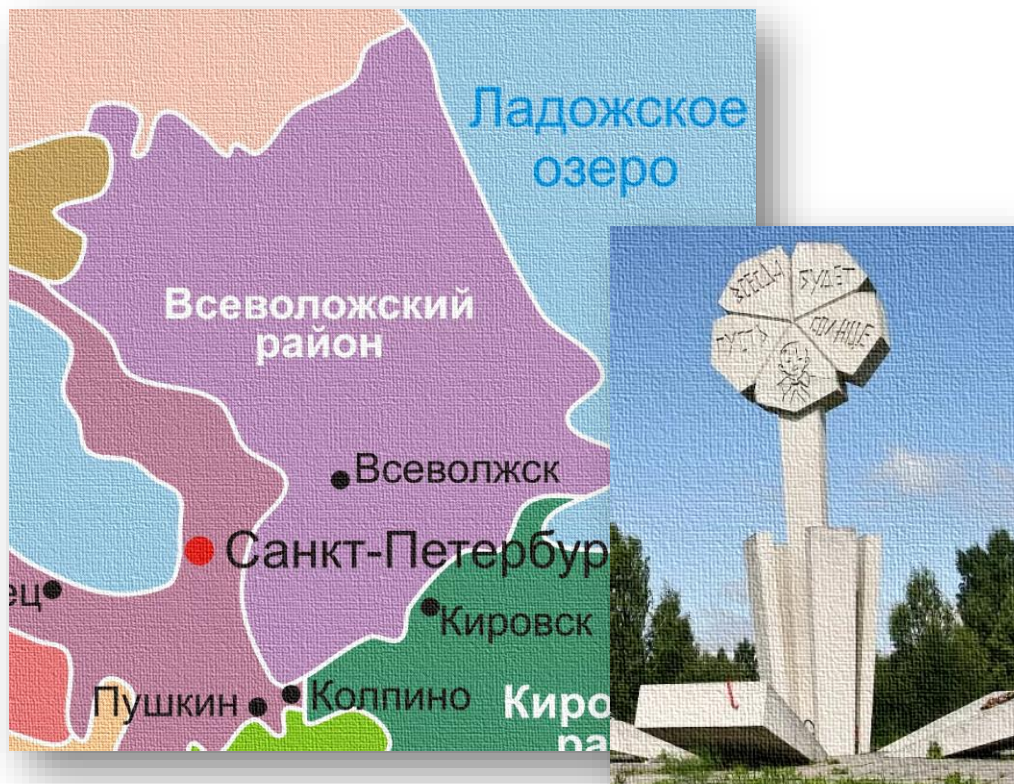 Ладожское
озеро
Всеволожский
район
Всеволжск
Санкт-Петербур
ец
Кировск
Пушкин
Колпино
Киро
ра
ПУСТЬ
ВСЕГДА
БУДЕТ
СОЛНЦЕ